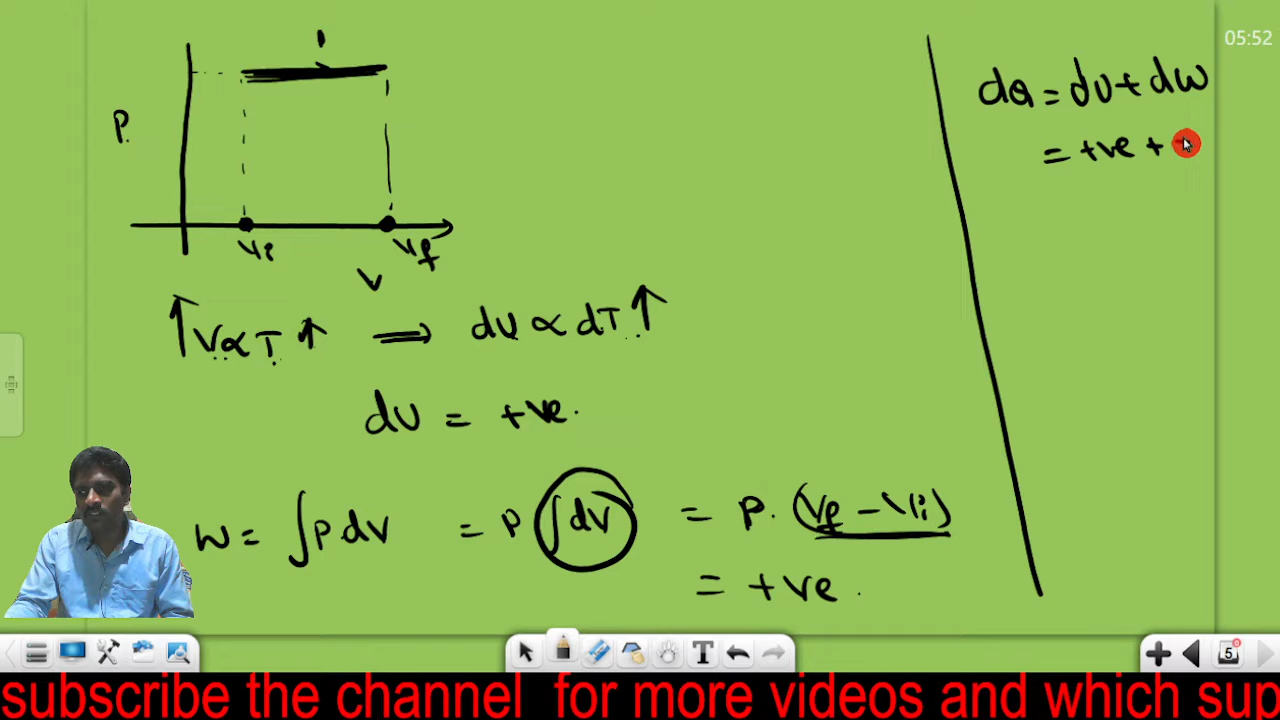 05:52
P.
Vi
Vf
V
↑V∝T↑ ⟹ dU ∝ dT↑
dU = +ve.
W = ∫P dV = P ∫dV = P. (Vf - Vi)
= +ve.
dQ = dU + dW
= +ve +
T
5
subscribe the channel for more videos and which sup